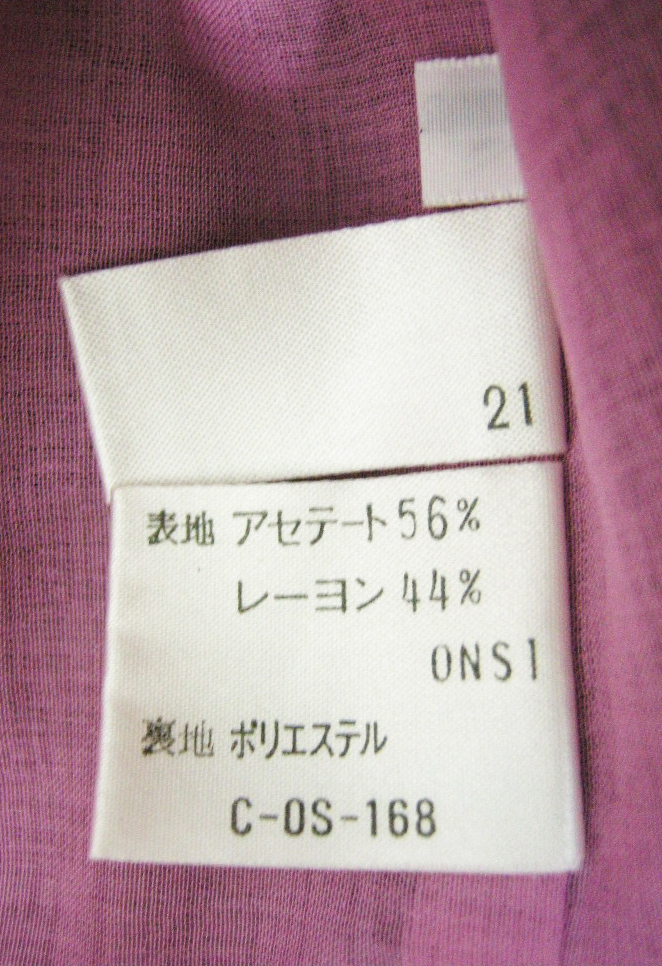 21
表地 アセテート56%
レーヨン 44%
ONS1
裏地 ポリエステル
C-OS-168